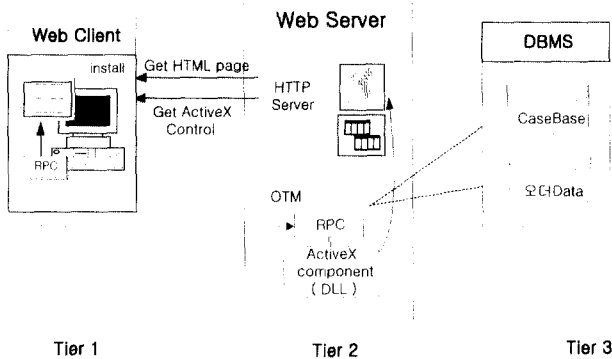 Web Client
Web Server
DBMS
install
Get HTML page
HTTP
Server
Get ActiveX
Control
RPC
CaseBase
오더Data
OTM
RPC
ActiveX
component
( DLL )
Tier 1
Tier 2
Tier 3